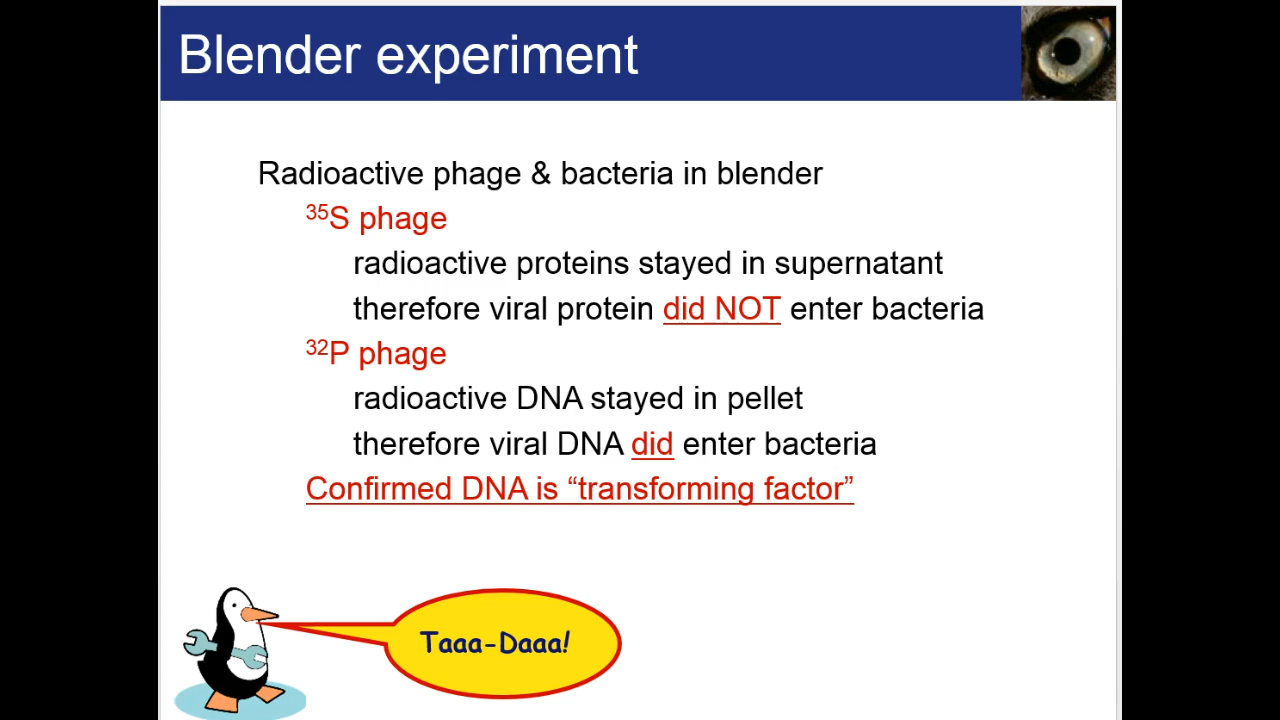 Blender experiment
Radioactive phage & bacteria in blender
³⁵S phage
radioactive proteins stayed in supernatant
therefore viral protein did NOT enter bacteria
³²P phage
radioactive DNA stayed in pellet
therefore viral DNA did enter bacteria
Confirmed DNA is “transforming factor”
Taaa-Daaa!